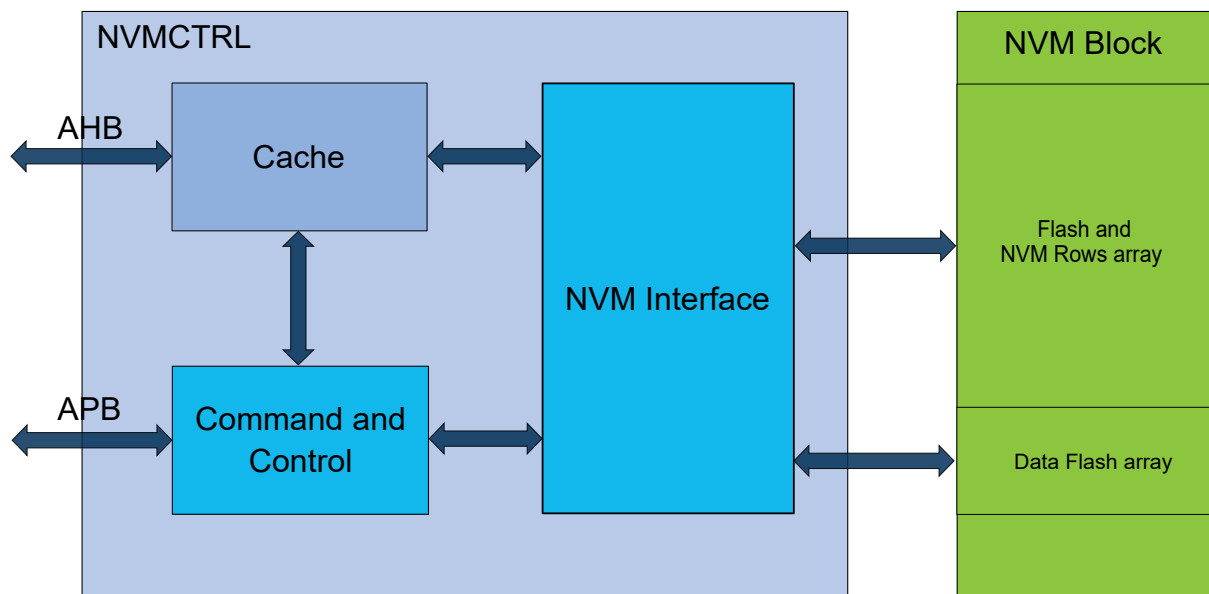 NVMCTRL
NVM Block
AHB
Cache
Flash and
NVM Rows array
NVM Interface
APB
Command and
Control
Data Flash array